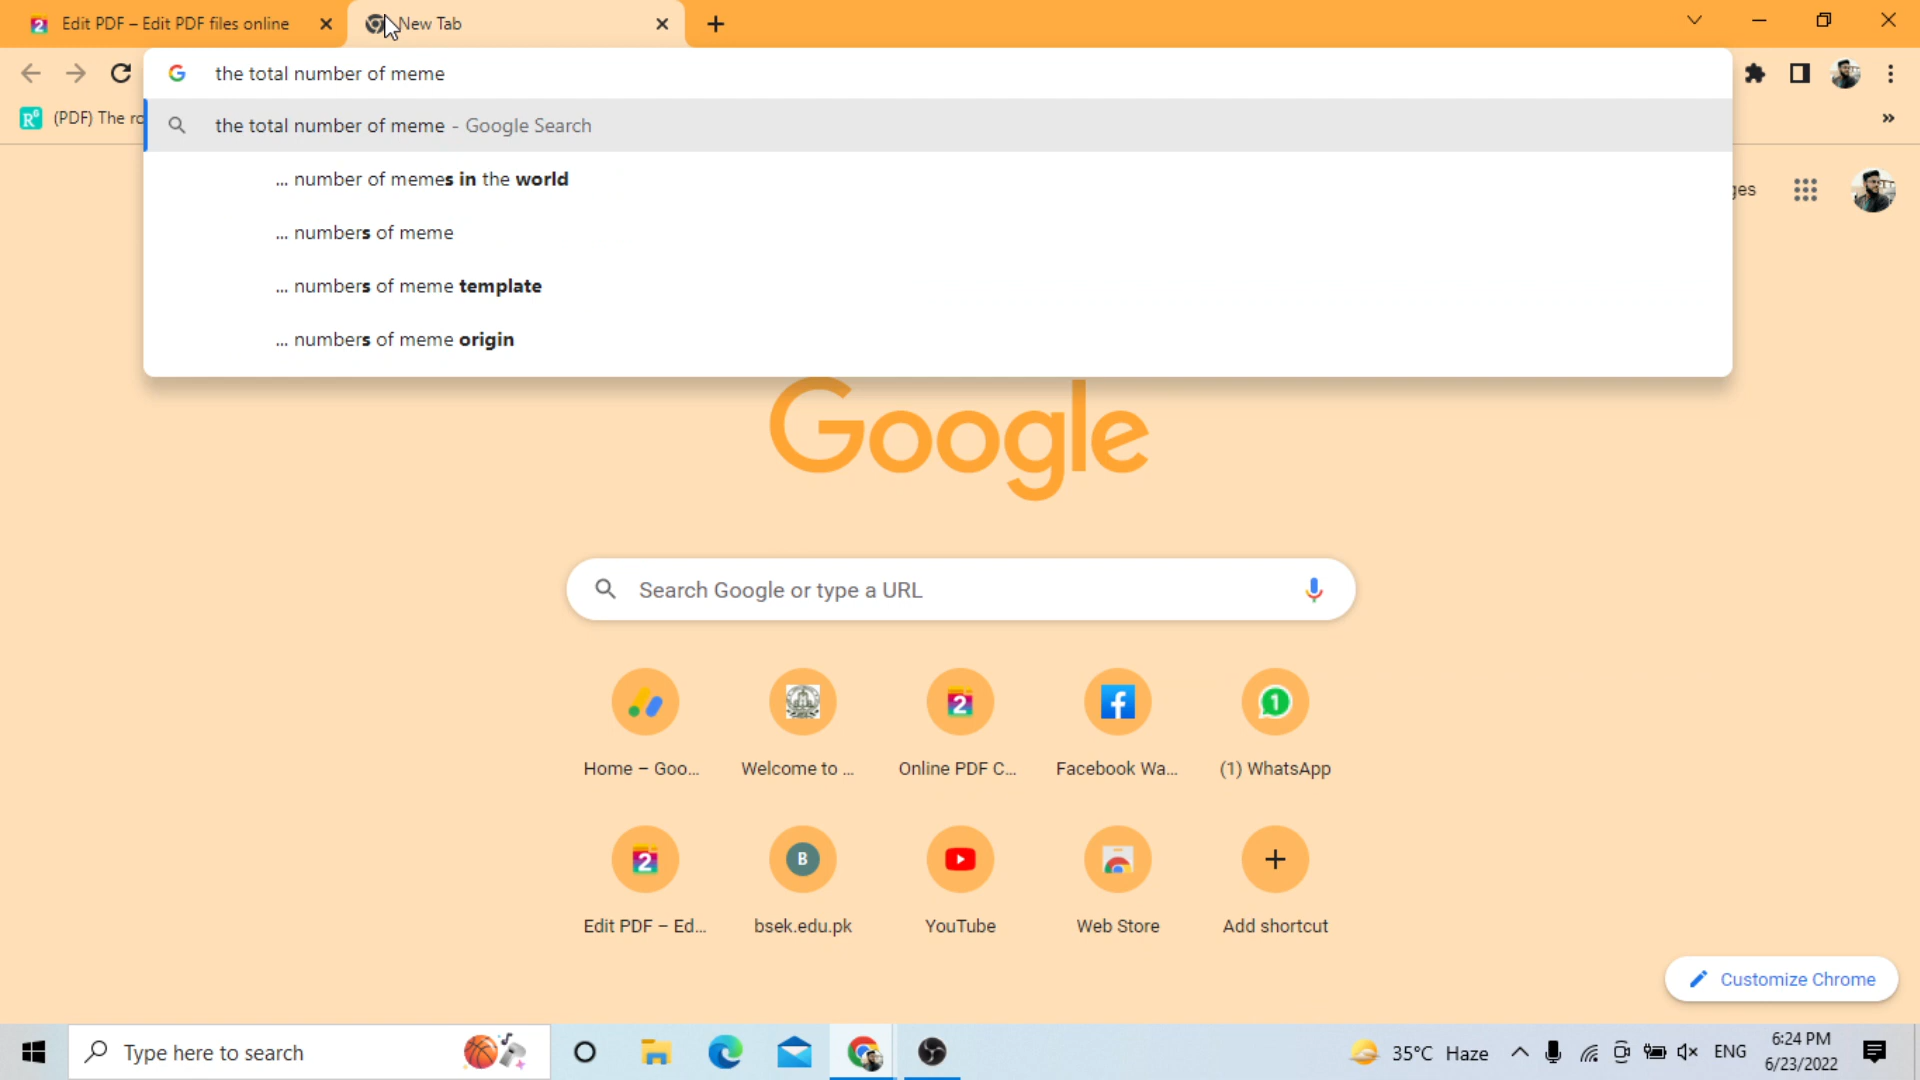 Edit PDF – Edit PDF files online
New Tab
the total number of meme
(PDF) The ro
»
the total number of meme - Google Search
... number of memes in the world
... numbers of meme
... numbers of meme template
... numbers of meme origin
ges
Google
Search Google or type a URL
Home – Goo...
Welcome to ...
Online PDF C...
Facebook Wa...
(1) WhatsApp
Edit PDF – Ed...
bsek.edu.pk
YouTube
Web Store
Add shortcut
Customize Chrome
Type here to search
35°C Haze
ENG
6:24 PM
6/23/2022